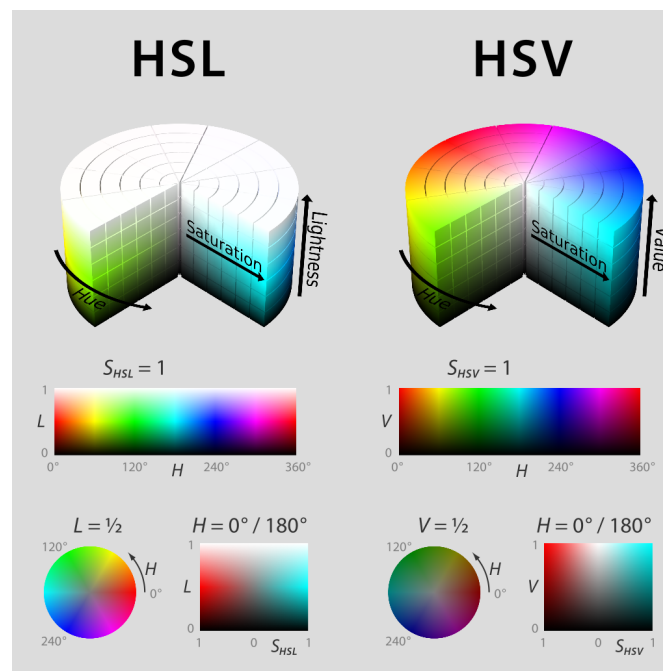 HSL
HSV
Lightness
Saturation
Hue
Value
Saturation
Hue
S_HSL = 1
1
L
0
0°
120°
H
240°
360°
S_HSV = 1
1
V
0
0°
120°
H
240°
360°
L = ½
120°
H
0°
240°
H = 0° / 180°
1
L
0
1
0
S_HSL
1
V = ½
120°
H
0°
240°
H = 0° / 180°
1
V
0
1
0
S_HSV
1